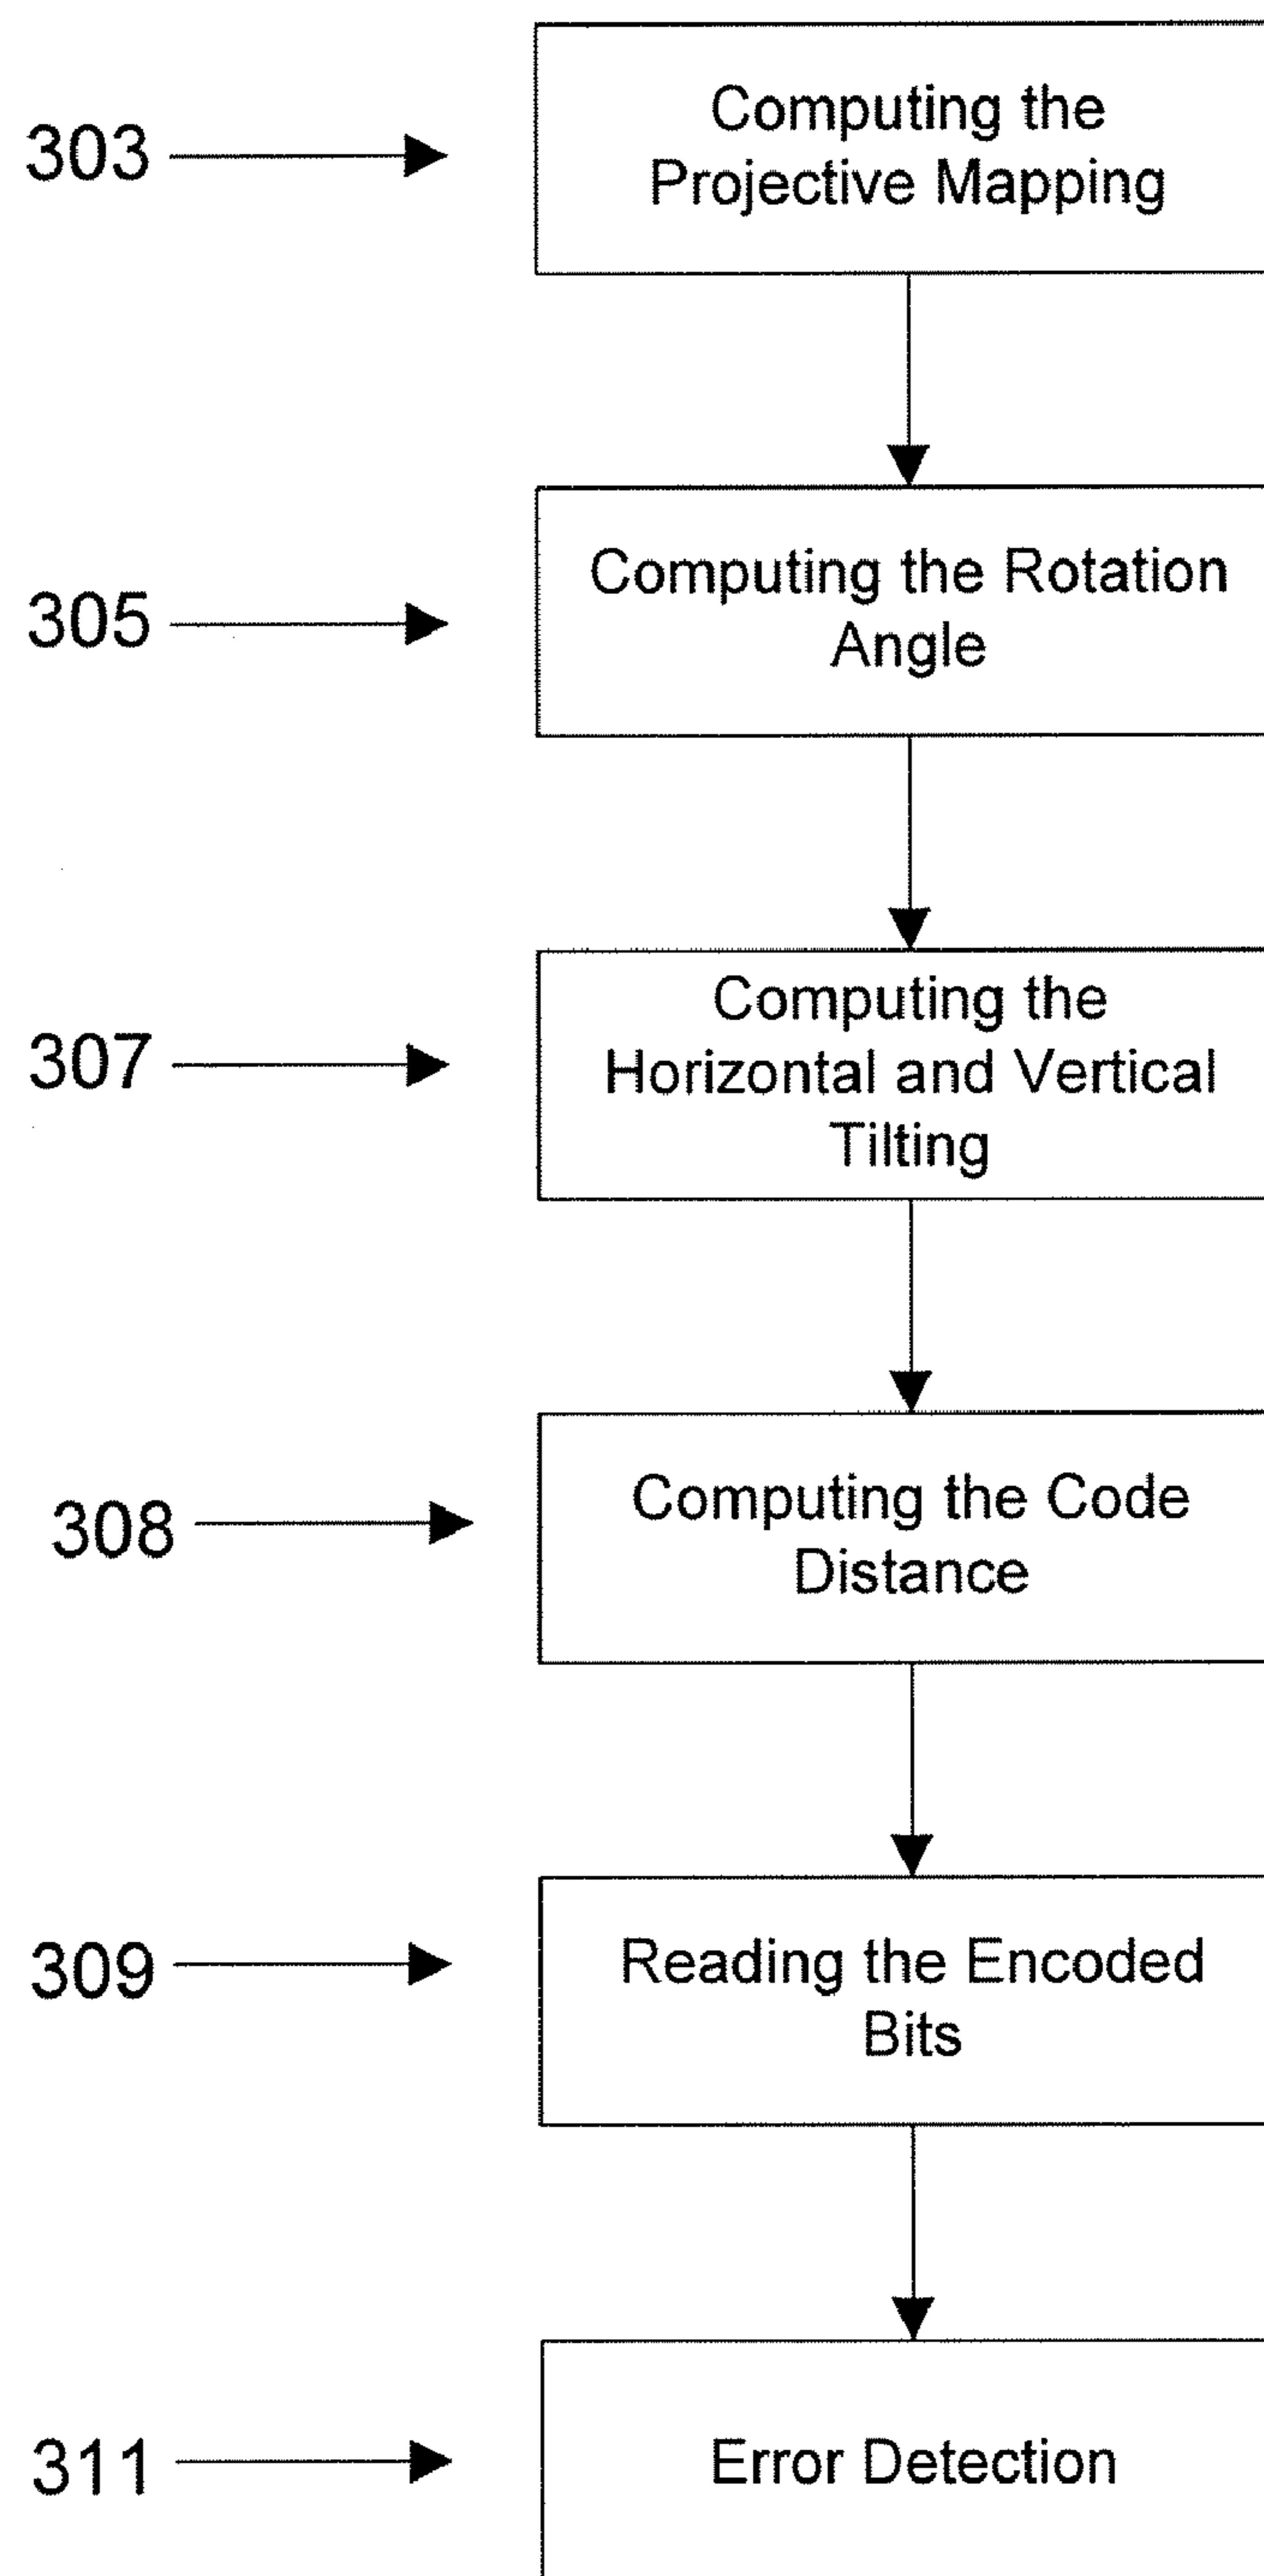 303
Computing the
Projective Mapping
305
Computing the Rotation
Angle
307
Computing the
Horizontal and Vertical
Tilting
308
Computing the Code
Distance
309
Reading the Encoded
Bits
311
Error Detection